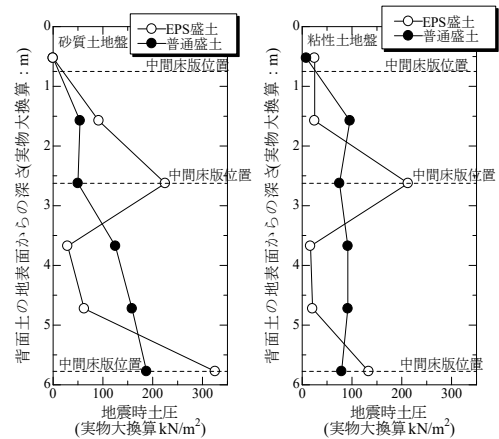 EPS盛土
普通盛土
砂質土地盤
中間床版位置
中間床版位置
中間床版位置
0
1
2
3
4
5
6
0
100
200
300
背面土の地表面からの深さ(実物大換算:m)
地震時土圧
(実物大換算kN/m²)
EPS盛土
普通盛土
粘性土地盤
中間床版位置
中間床版位置
中間床版位置
0
1
2
3
4
5
6
0
100
200
300
背面土の地表面からの深さ(実物大換算:m)
地震時土圧
(実物大換算kN/m²)